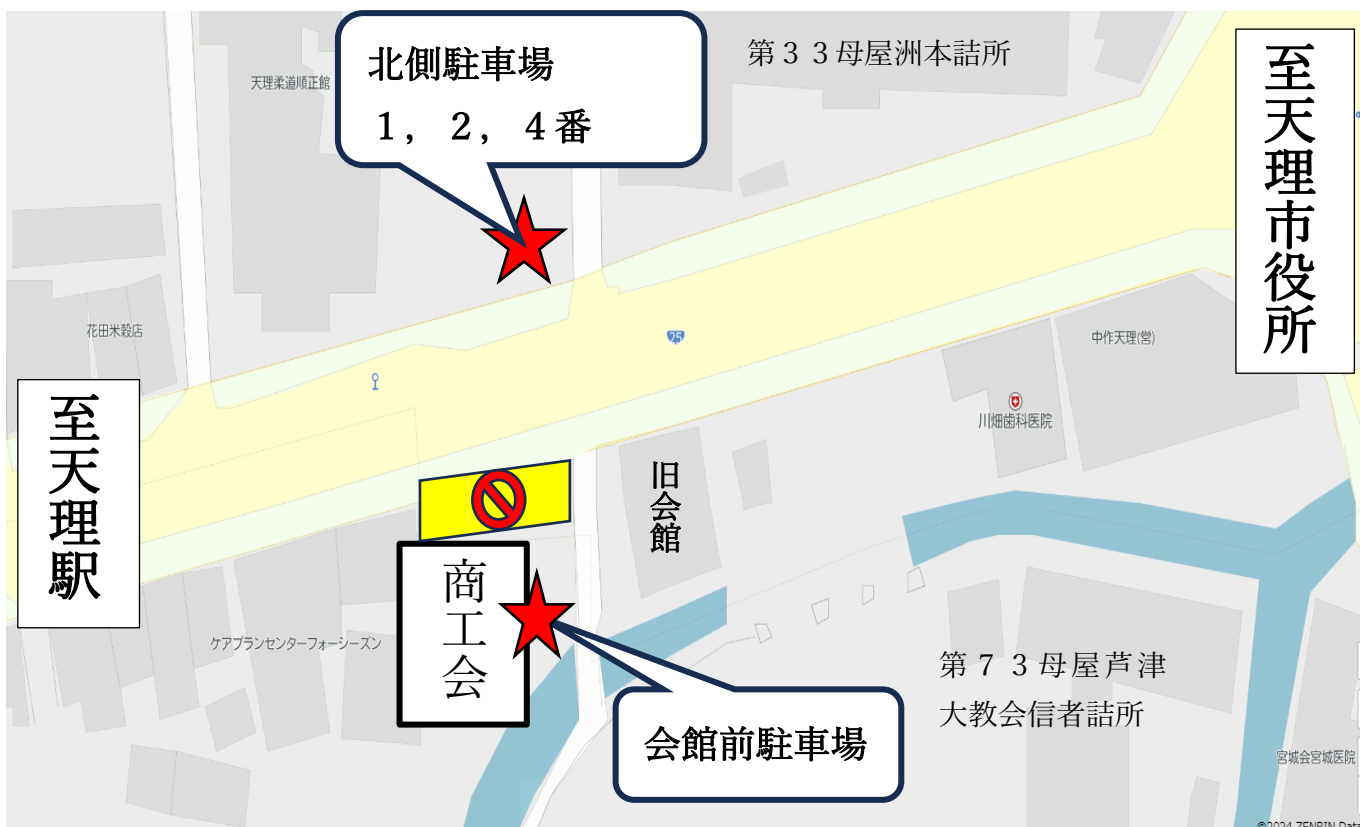 北側駐車場
１，２，４番
第３３母屋洲本詰所
至天理市役所
天理柔道順正館
花田米穀店
25
中作天理(営)
川畑歯科医院
至天理駅
旧会館
商工会
ケアプランセンターフォーシーズン
第７３母屋芦津
大教会信者詰所
会館前駐車場
宮城会宮城医院
©2024 ZENRIN Data